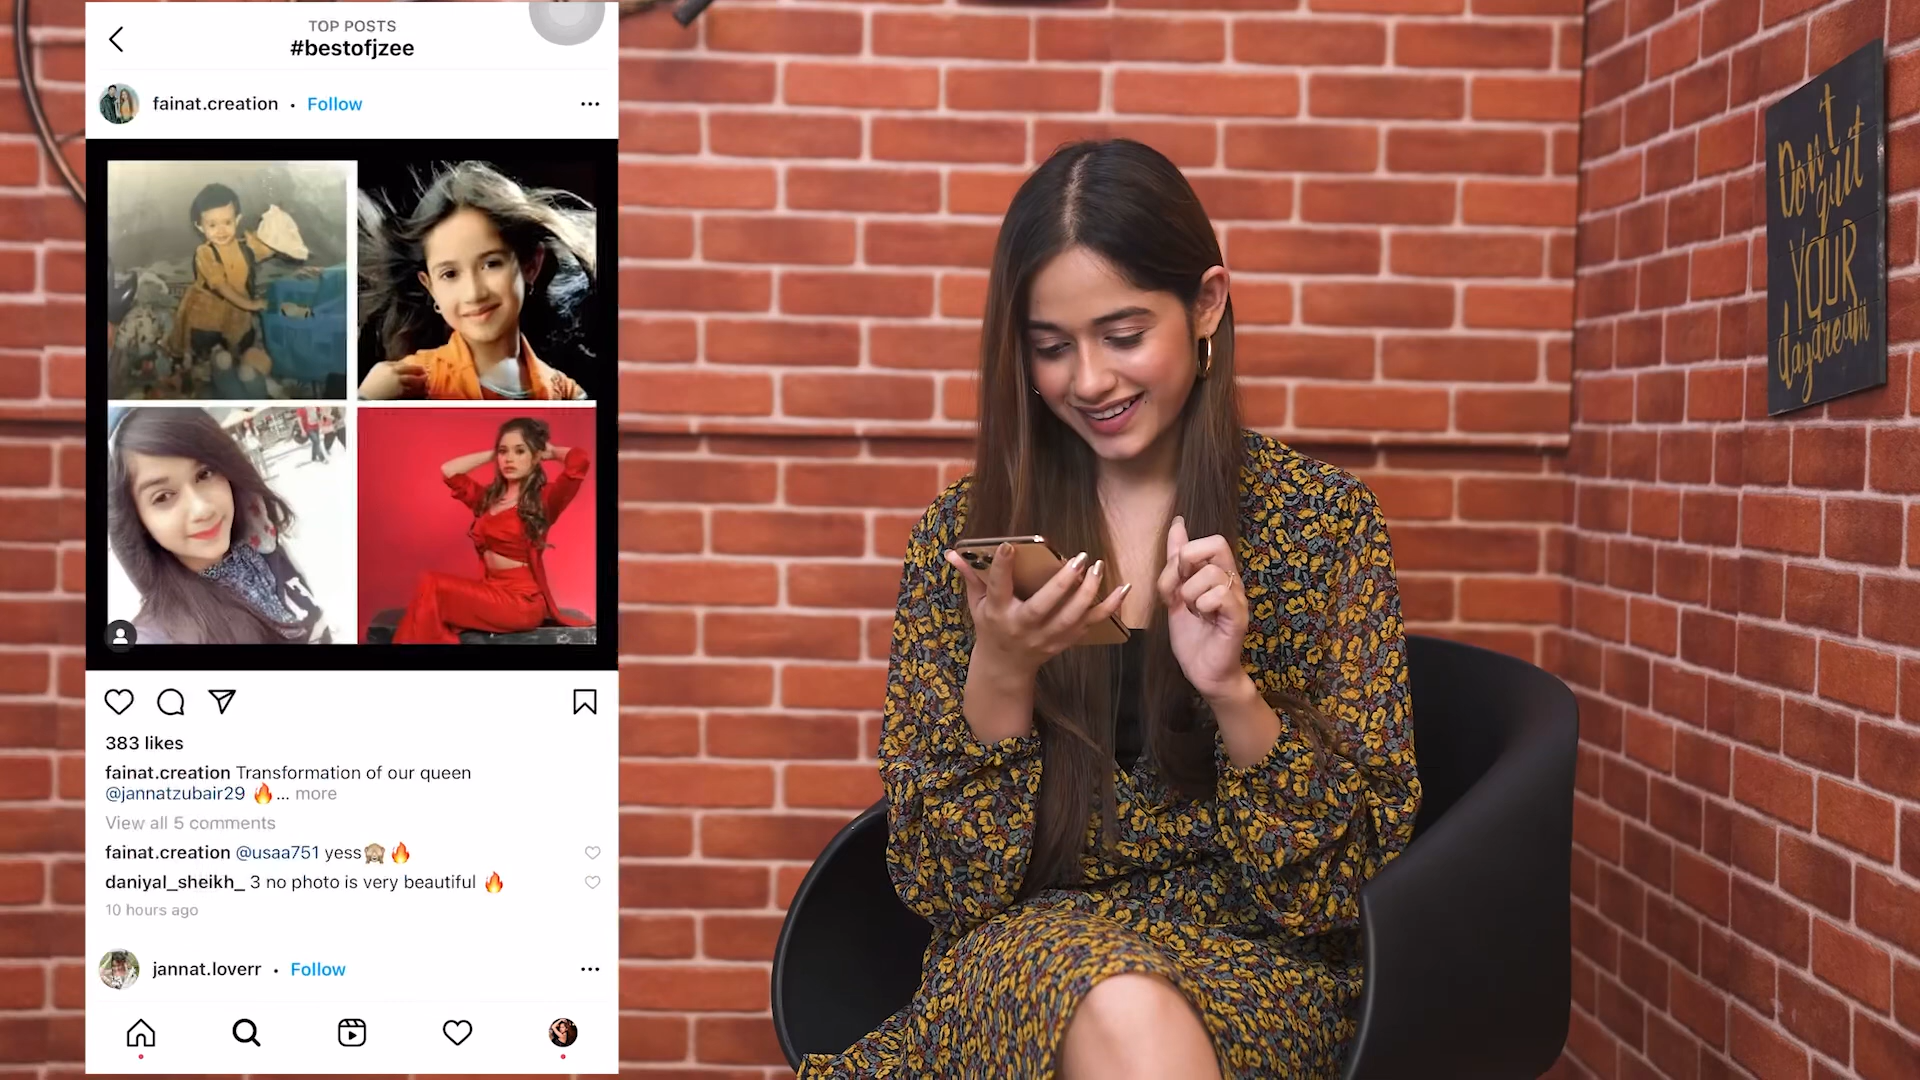 TOP POSTS
#bestofjzee
fainat.creation • Follow
383 likes
fainat.creation Transformation of our queen
@jannatzubair29 🔥... more
View all 5 comments
fainat.creation @usaa751 yess🙈🔥
daniyal_sheikh_ 3 no photo is very beautiful 🔥
10 hours ago
jannat.loverr • Follow
Don't
quit
YOUR
daydream